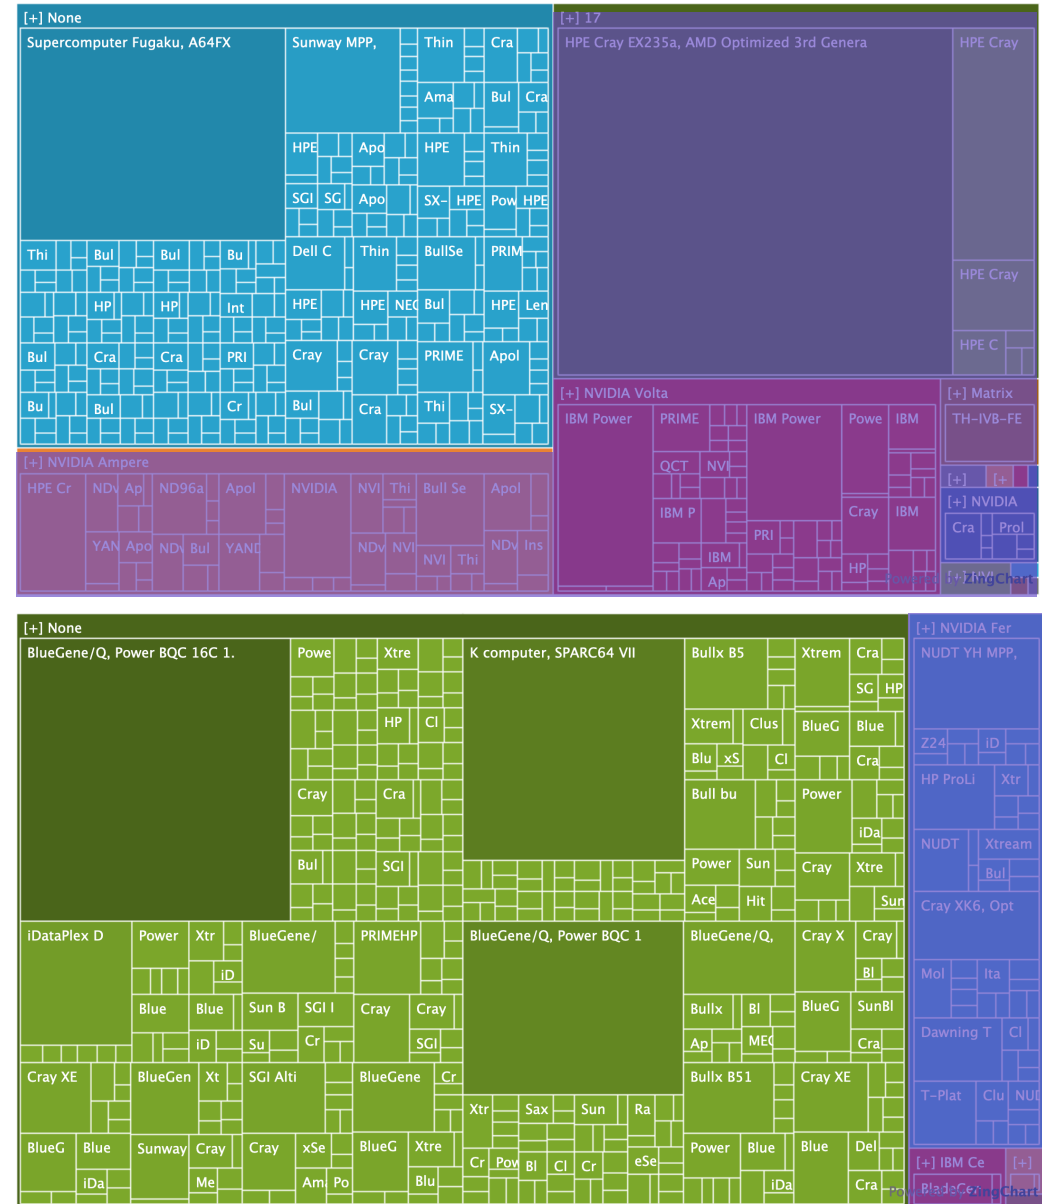 [+] None
Supercomputer Fugaku, A64FX
Sunway MPP,
Thin
Cra
Ama
Bul
Cra
HPE
Apo
HPE
Thin
SGI
SG
Apo
SX-
HPE
Pow
HPE
Thi
Bul
Bul
Bu
Dell C
Thin
BullSe
PRIM
HP
HP
Int
HPE
HPE
NEC
Bul
HPE
Len
Bul
Cra
Cra
PRI
Cray
Cray
PRIME
Apol
Bu
Bul
Cr
Bul
Cra
Thi
SX-
[+] 17
HPE Cray EX235a, AMD Optimized 3rd Genera
HPE Cray
HPE Cray
HPE C
[+] NVIDIA Ampere
HPE Cr
NDv
Ap
ND96a
Apol
NVIDIA
NVI
Thi
Bull Se
Apol
YAN
Apo
NDv
Bul
YAND
NDv
NVI
NVI
Thi
NDv
Ins
[+] NVIDIA Volta
IBM Power
PRIME
IBM Power
Powe
IBM
QCT
NVI
IBM P
Cray
IBM
PRI
IBM
HP
Ap
[+] Matrix
TH-IVB-FE
[+]
[+]
[+] NVIDIA
Cra
Prol
Powered by ZingChart
[+] None
BlueGene/Q, Power BQC 16C 1.
Powe
Xtre
K computer, SPARC64 VII
Bullx B5
Xtrem
Cra
SG
HP
HP
Cl
Xtrem
Clus
BlueG
Blue
Blu
xS
Cl
Cra
Cray
Cra
Bull bu
Power
iDa
Bul
SGI
Power
Sun
Cray
Xtre
Ace
Hit
Sun
iDataPlex D
Power
Xtr
BlueGene/
PRIMEHP
BlueGene/Q, Power BQC 1
BlueGene/Q,
Cray X
Cray
iD
Bl
Blue
Blue
Sun B
SGI I
Cray
Cray
Bullx
Bl
BlueG
SunBl
iD
Su
Cr
SGI
Ap
MEG
Cra
Cray XE
BlueGen
Xt
SGI Alti
BlueGene
Cr
Bullx B51
Cray XE
Xtr
Sax
Sun
Ra
BlueG
Blue
Sunway
Cray
Cray
xSe
BlueG
Xtre
Power
Blue
Blue
Del
Cr
Pow
Bl
Cl
Cr
eSe
iDa
Me
Ama
Po
Blu
iDa
Cra
[+] NVIDIA Fer
NUDT YH MPP,
Z24
iD
HP ProLi
Xtr
NUDT
Xtream
Bul
Cray XK6, Opt
Mol
Ita
Dawning T
Cl
T-Plat
Clu
NUD
[+] IBM Ce
[+]
BladeCen
Powered by ZingChart